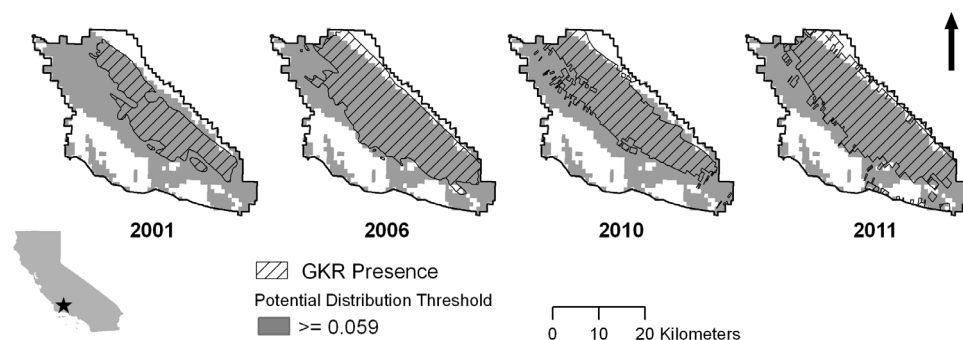 2001 2006 2010 2011
GKR Presence
Potential Distribution Threshold
>= 0.059
0 10 20 Kilometers